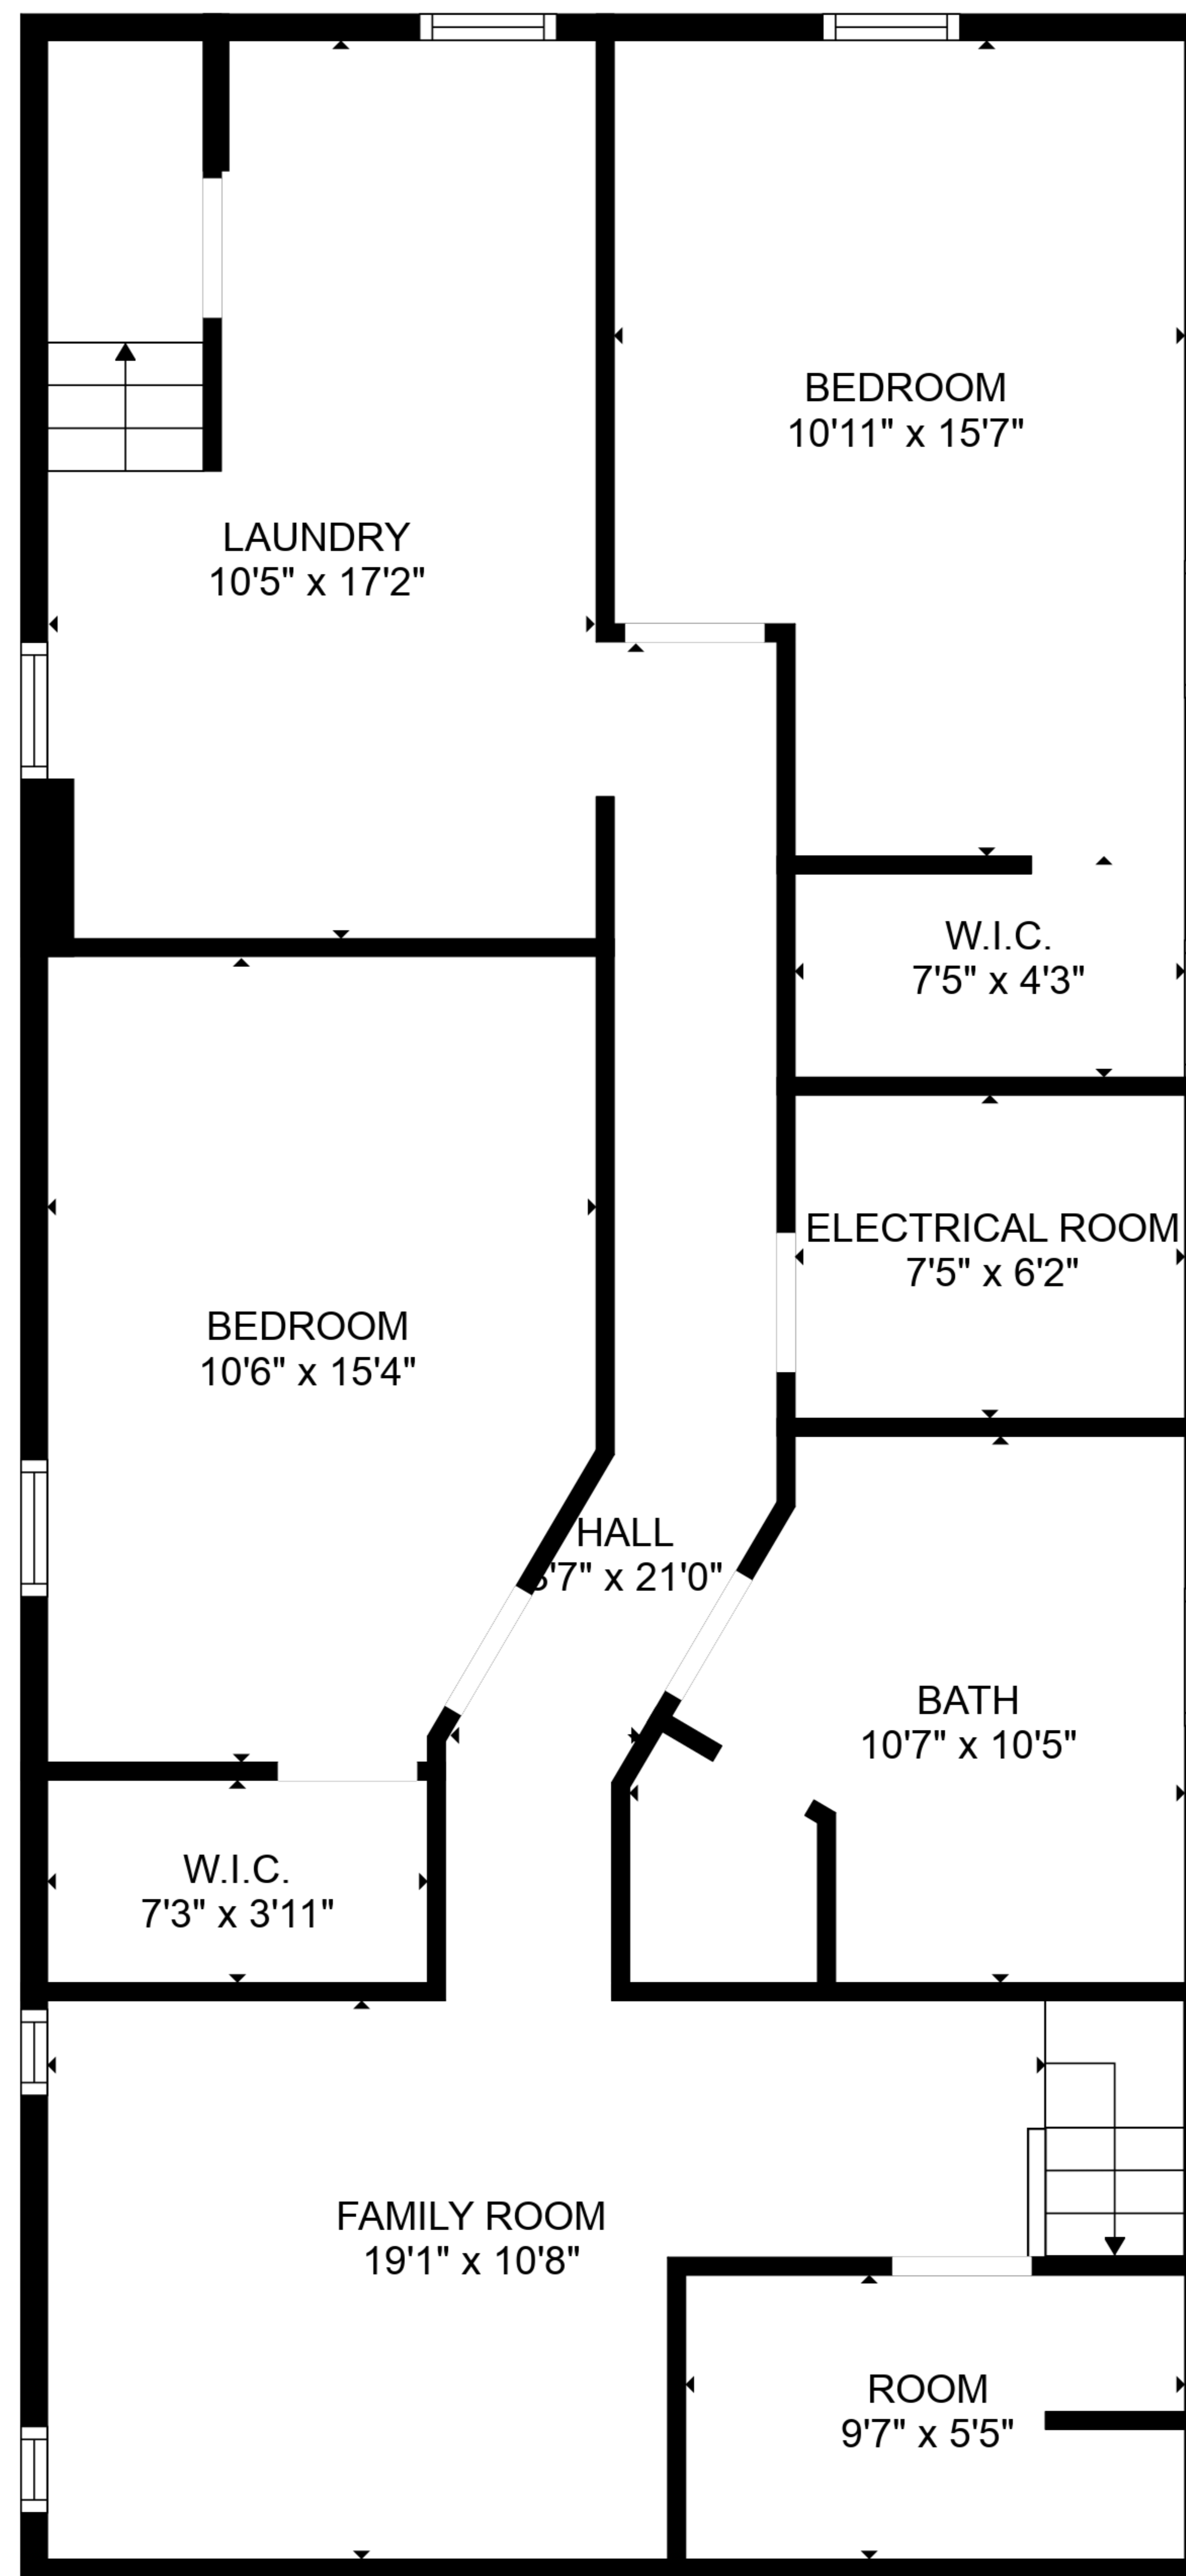 BEDROOM
10'11" x 15'7"
LAUNDRY
10'5" x 17'2"
W.I.C.
7'5" x 4'3"
ELECTRICAL ROOM
7'5" x 6'2"
BEDROOM
10'6" x 15'4"
HALL
x 21'0"
BATH
10'7" x 10'5"
W.I.C.
7'3" x 3'11"
FAMILY ROOM
19'1" x 10'8"
ROOM
9'7" x 5'5"